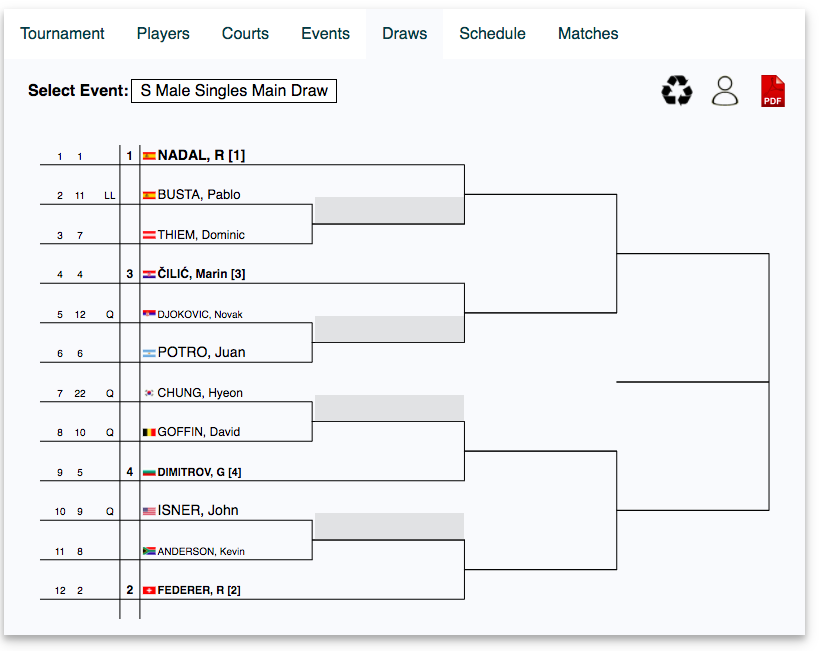 Tournament Players Courts Events Draws Schedule Matches
Select Event: S Male Singles Main Draw
PDF
1 1 1 NADAL, R [1]
2 11 LL BUSTA, Pablo
3 7 THIEM, Dominic
4 4 3 ČILIĆ, Marin [3]
5 12 Q DJOKOVIC, Novak
6 6 POTRO, Juan
7 22 Q CHUNG, Hyeon
8 10 Q GOFFIN, David
9 5 4 DIMITROV, G [4]
10 9 Q ISNER, John
11 8 ANDERSON, Kevin
12 2 2 FEDERER, R [2]